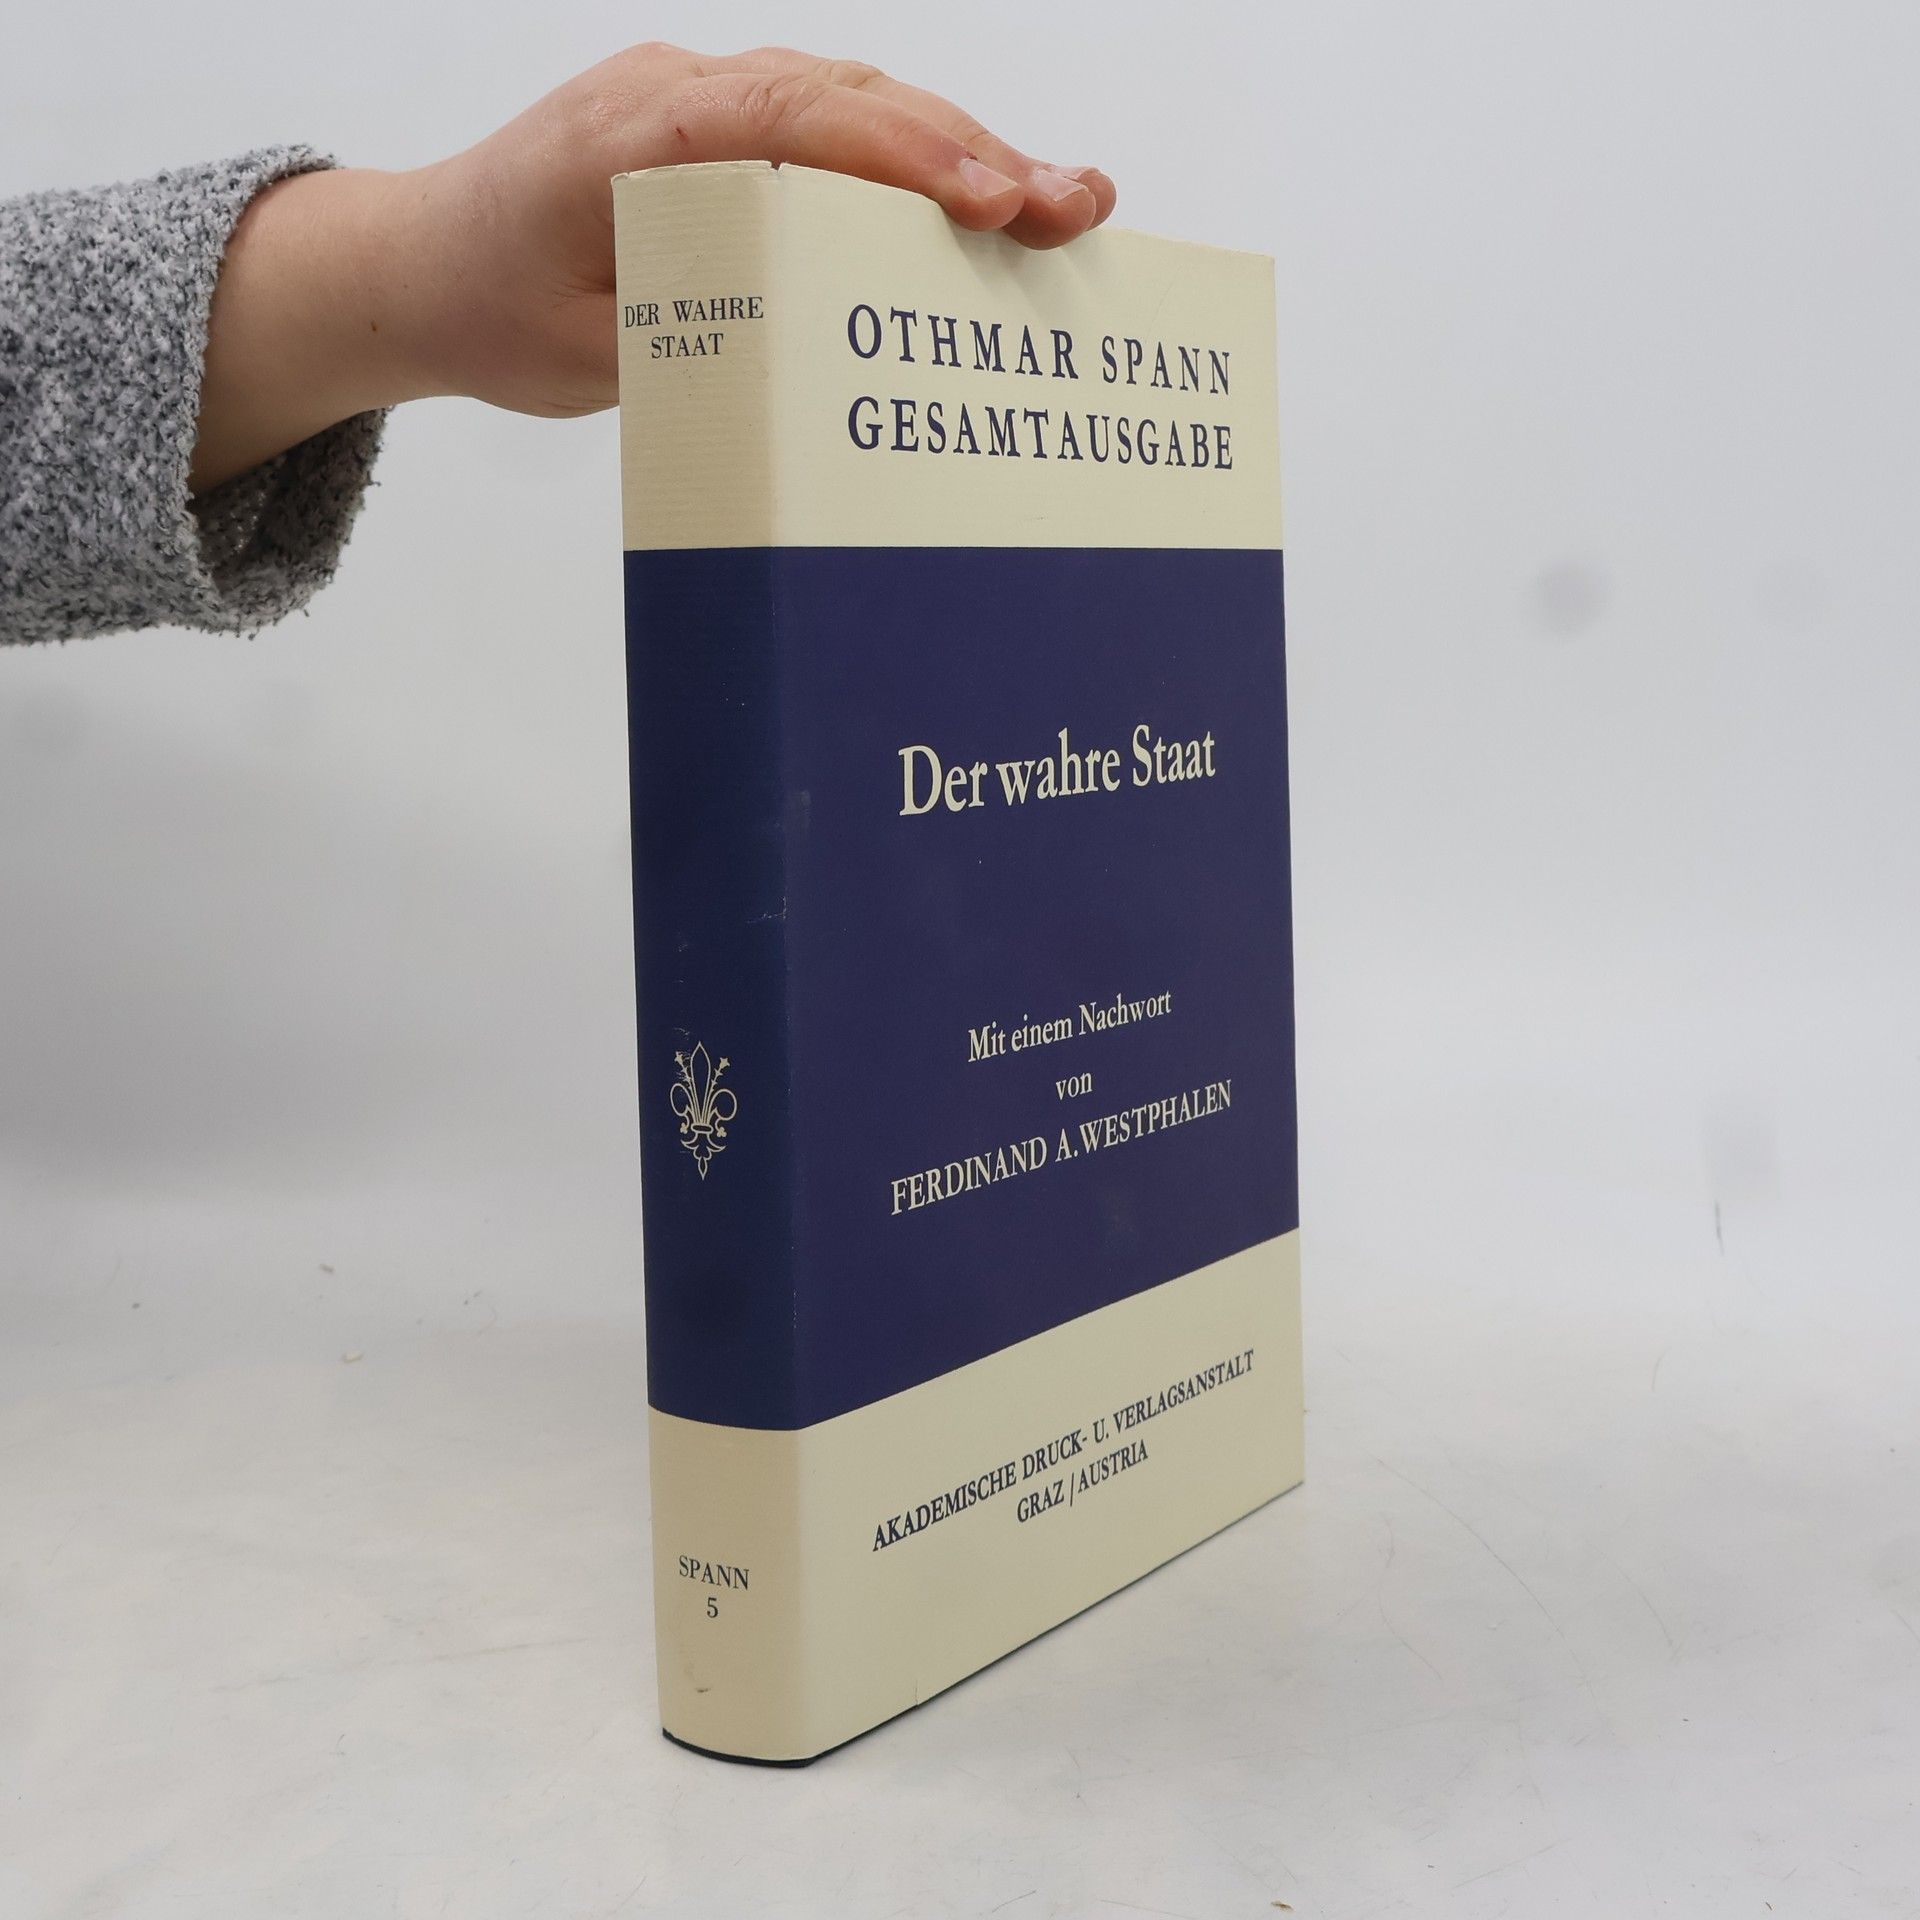 DER WAHRE
STAAT
SPANN
5
OTHMAR SPANN
GESAMTAUSGABE
Der wahre Staat
Mit einem Nachwort
von
FERDINAND A. WESTPHALEN
AKADEMISCHE DRUCK- U. VERLAGSANSTALT
GRAZ / AUSTRIA